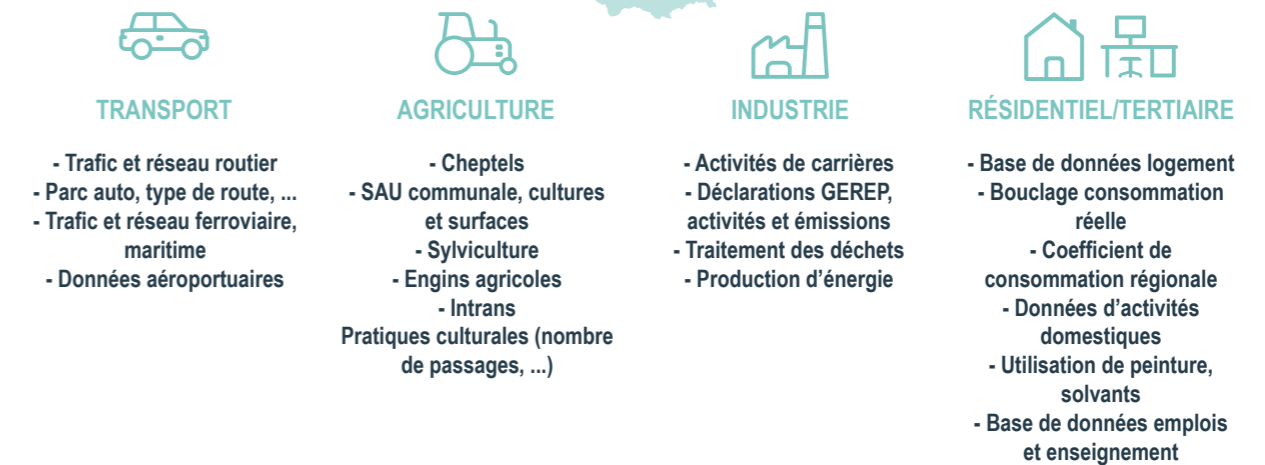 TRANSPORT
- Trafic et réseau routier
- Parc auto, type de route, ...
- Trafic et réseau ferroviaire,
maritime
- Données aéroportuaires
AGRICULTURE
- Cheptels
- SAU communale, cultures
et surfaces
- Sylviculture
- Engins agricoles
- Intrans
Pratiques culturales (nombre
de passages, ...)
INDUSTRIE
- Activités de carrières
- Déclarations GEREP,
activités et émissions
- Traitement des déchets
- Production d'énergie
RÉSIDENTIEL/TERTIAIRE
- Base de données logement
- Bouclage consommation
réelle
- Coefficient de
consommation régionale
- Données d'activités
domestiques
- Utilisation de peinture,
solvants
- Base de données emplois
et enseignement